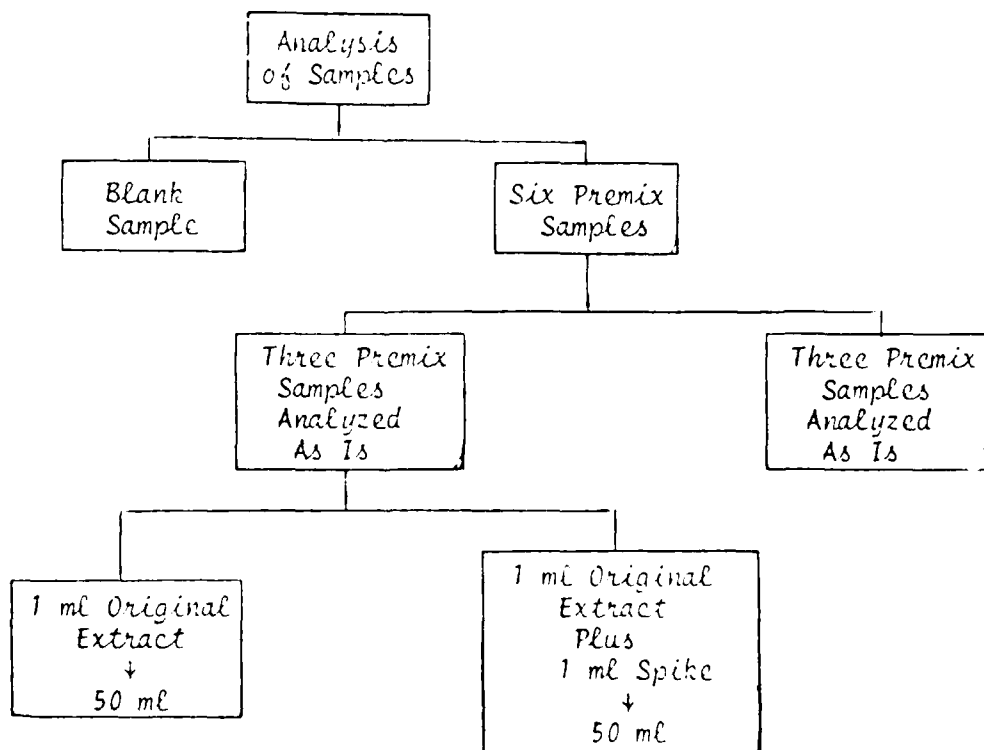 Analysis
of Samples
Blank
Sample
Six Premix
Samples
Three Premix
Samples
Analyzed
As Is
Three Premix
Samples
Analyzed
As Is
1 ml Original
Extract
↓
50 ml
1 ml Original
Extract
Plus
1 ml Spike
↓
50 ml